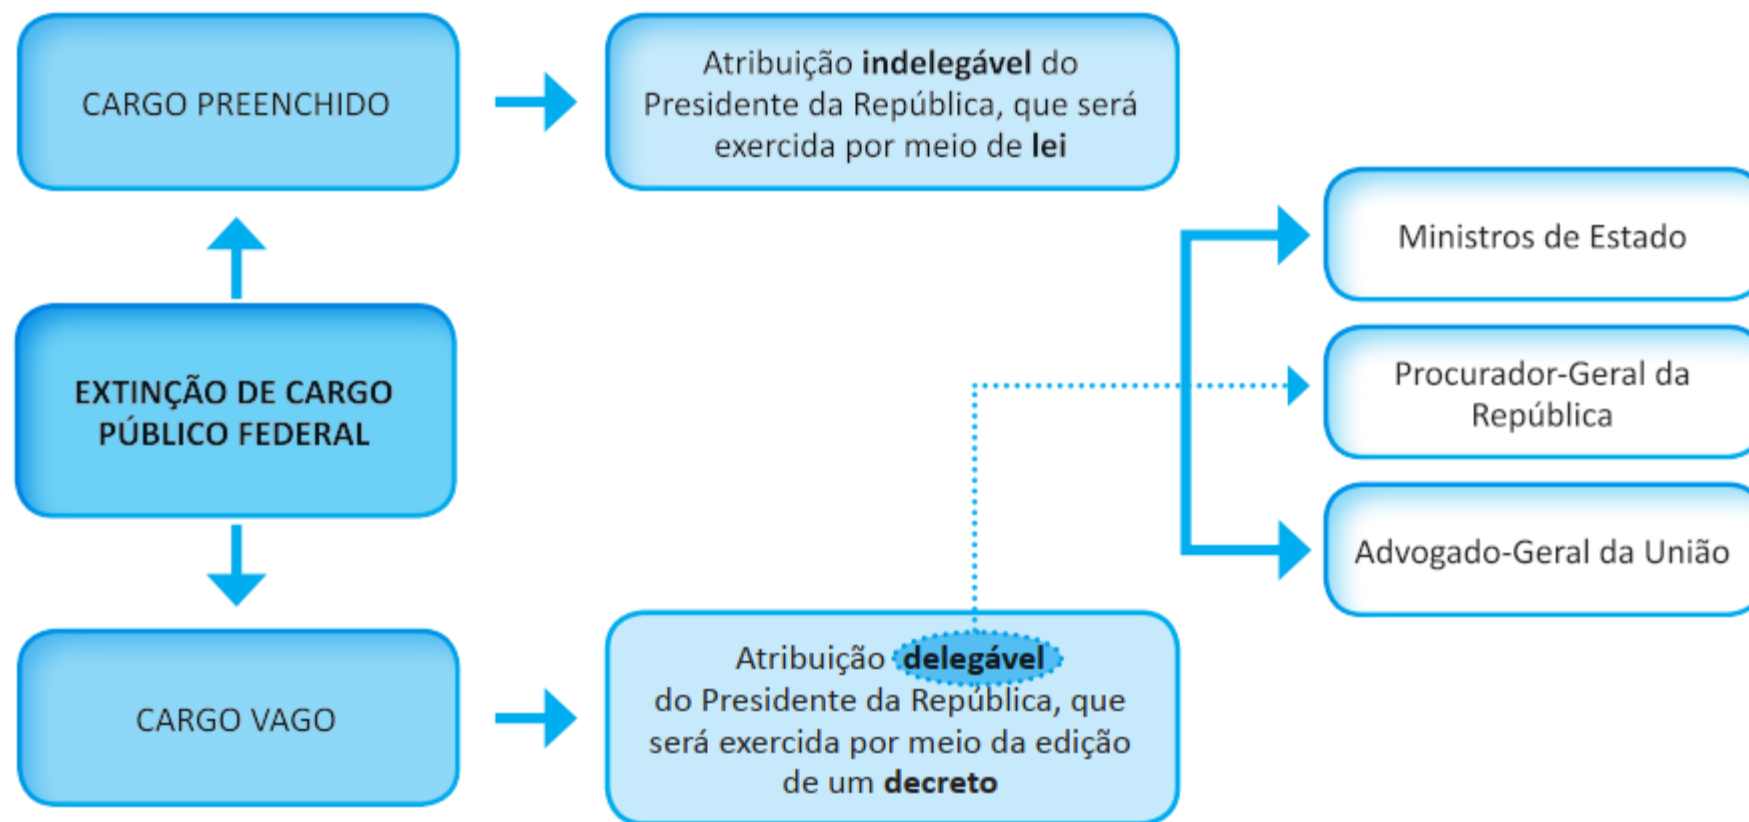 CARGO PREENCHIDO
Atribuição indelegável do
Presidente da República, que será
exercida por meio de lei
Ministros de Estado
EXTINÇÃO DE CARGO
PÚBLICO FEDERAL
Procurador-Geral da
República
Advogado-Geral da União
CARGO VAGO
Atribuição delegável
do Presidente da República, que
será exercida por meio da edição
de um decreto